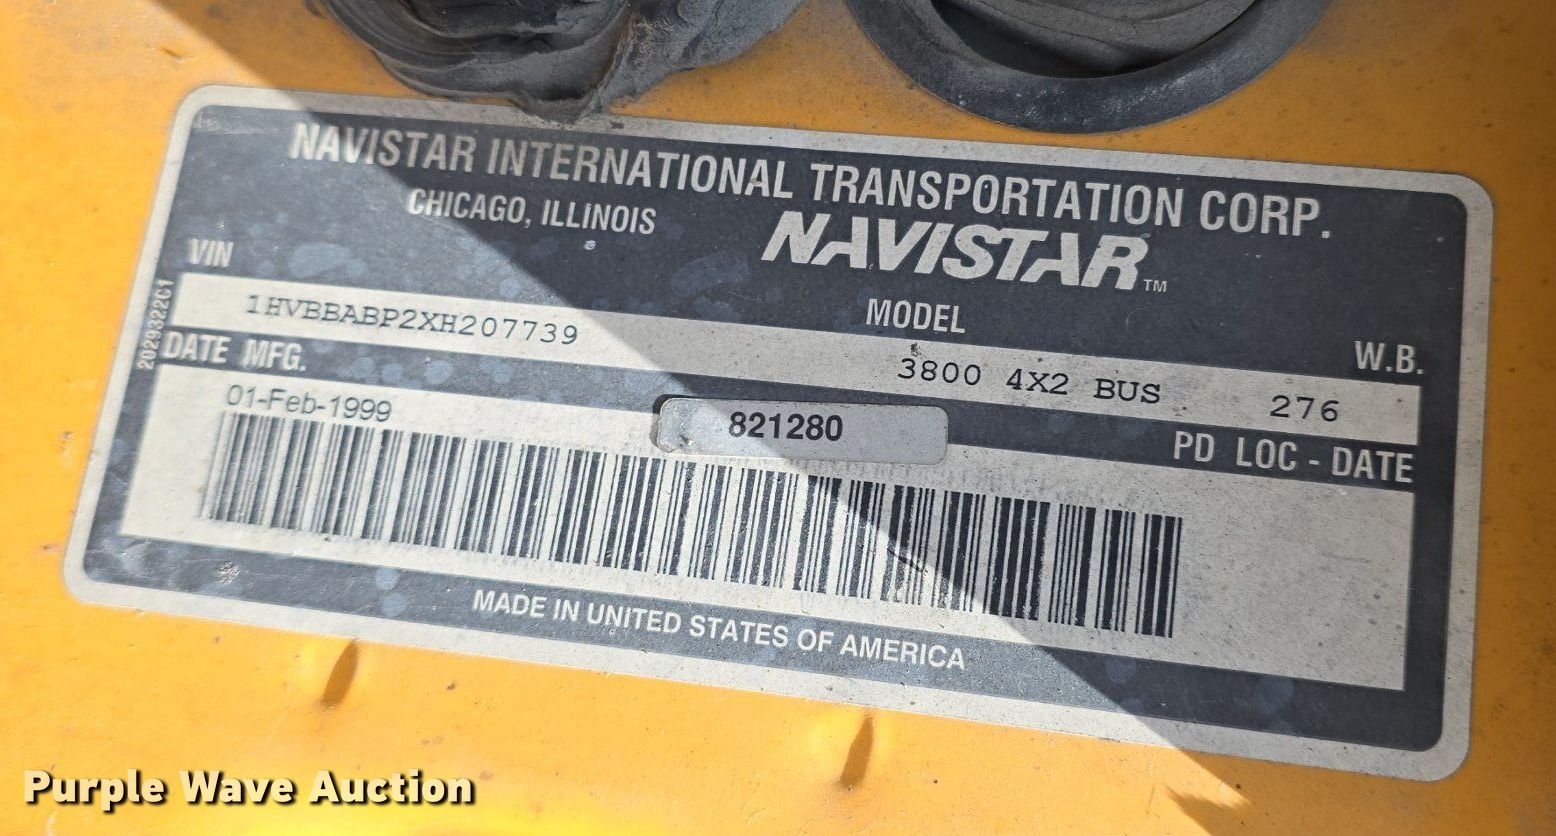 NAVISTAR INTERNATIONAL TRANSPORTATION CORP.
CHICAGO, ILLINOIS
NAVISTAR™
VIN
MODEL
W.B.
1HVBBABP2XH207739
3800 4X2 BUS
276
2029322C1
DATE MFG.
PD LOC - DATE
01-Feb-1999
821280
MADE IN UNITED STATES OF AMERICA
Purple Wave Auction